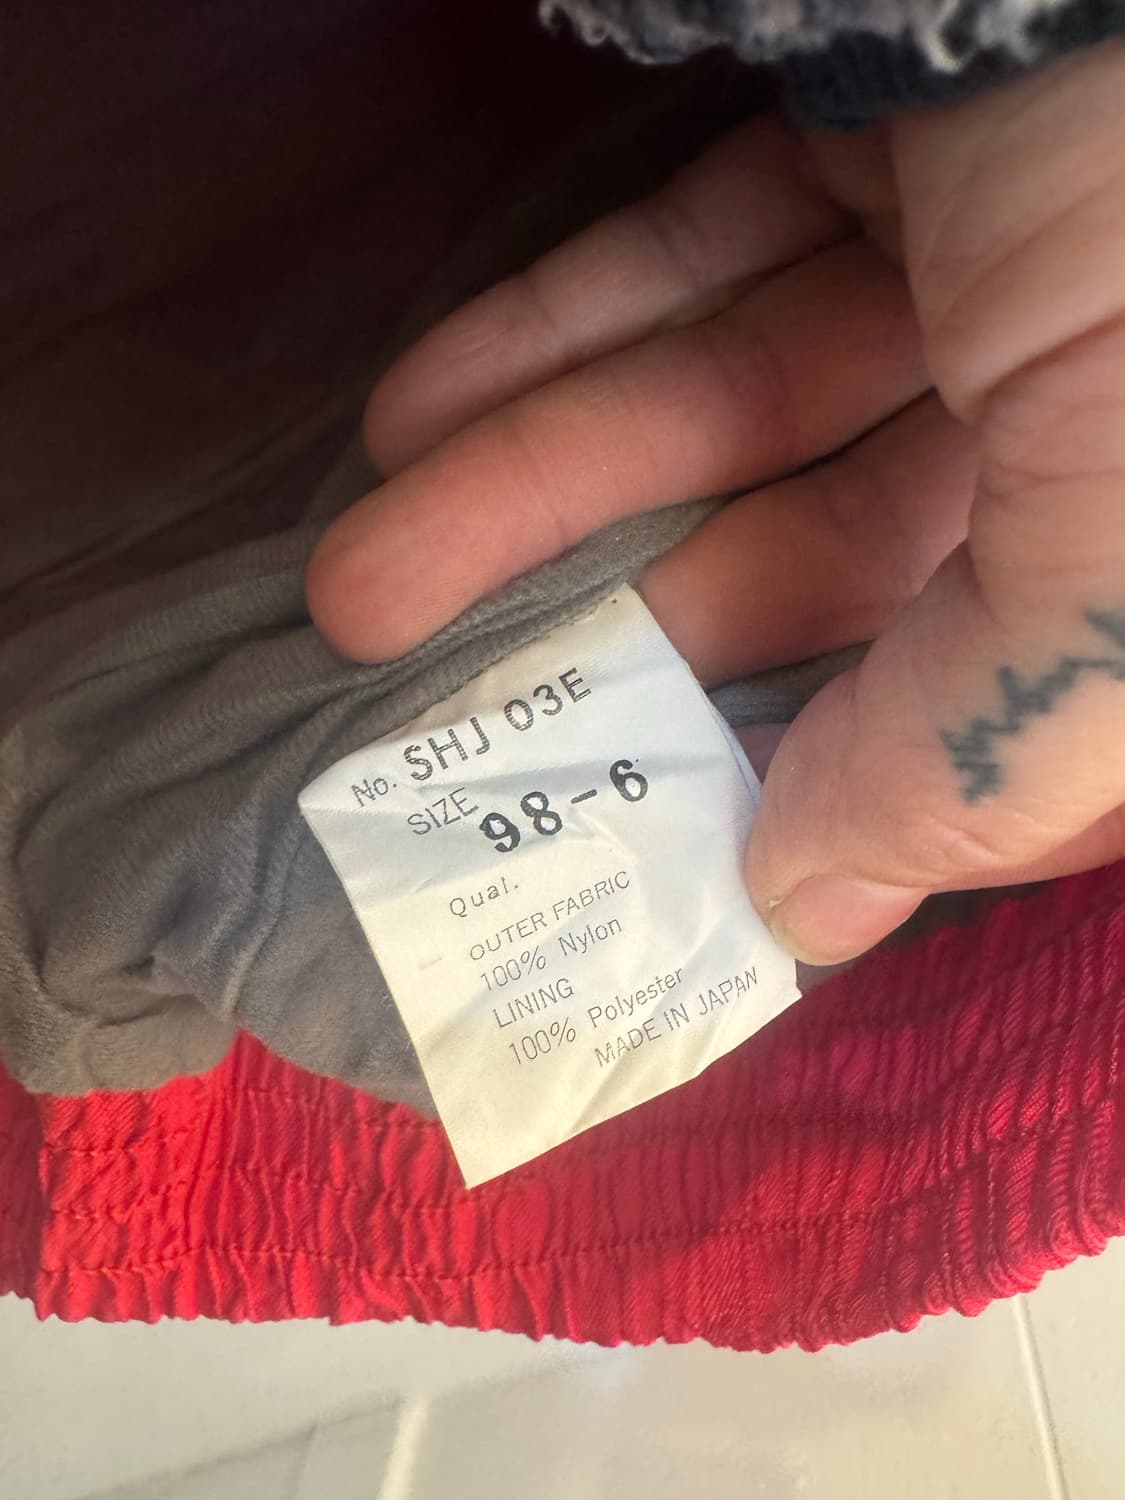 No. SHJ 03E
SIZE 98-6
Qual.
OUTER FABRIC
100% Nylon
LINING
100% Polyester
MADE IN JAPAN